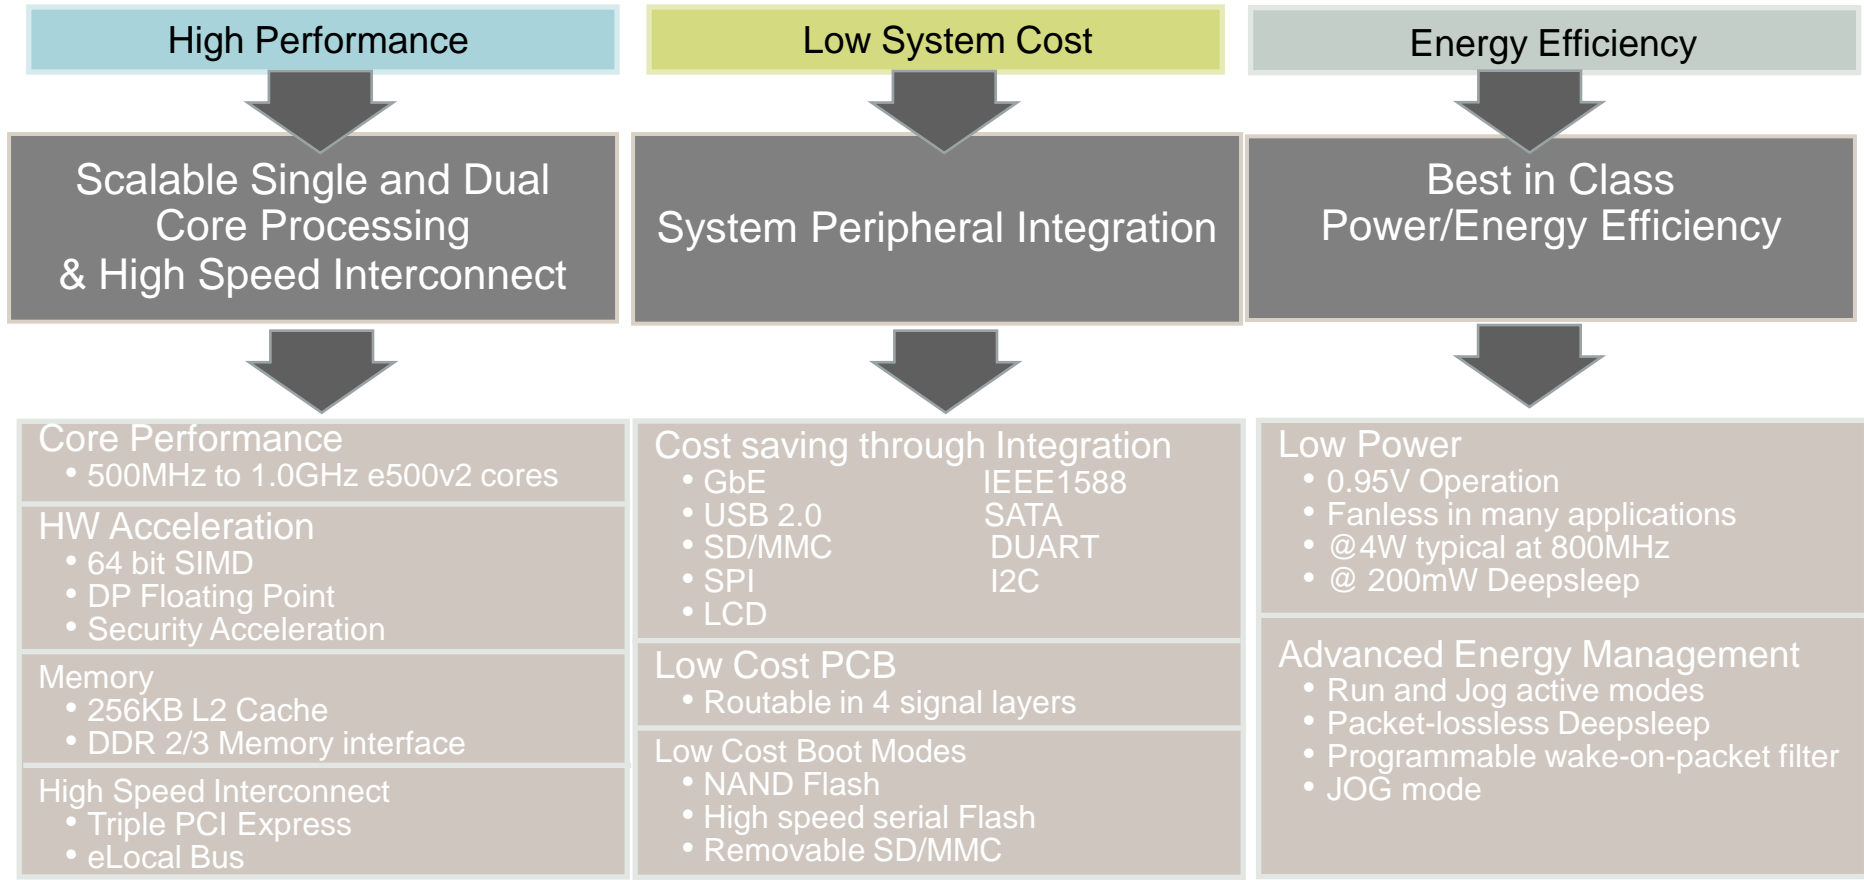 High Performance
Scalable Single and Dual
Core Processing
& High Speed Interconnect
Core Performance
• 500MHz to 1.0GHz e500v2 cores
HW Acceleration
• 64 bit SIMD
• DP Floating Point
• Security Acceleration
Memory
• 256KB L2 Cache
• DDR 2/3 Memory interface
High Speed Interconnect
• Triple PCI Express
• eLocal Bus
Low System Cost
System Peripheral Integration
Cost saving through Integration
• GbE IEEE1588
• USB 2.0 SATA
• SD/MMC DUART
• SPI I2C
• LCD
Low Cost PCB
• Routable in 4 signal layers
Low Cost Boot Modes
• NAND Flash
• High speed serial Flash
• Removable SD/MMC
Energy Efficiency
Best in Class
Power/Energy Efficiency
Low Power
• 0.95V Operation
• Fanless in many applications
• @4W typical at 800MHz
• @ 200mW Deepsleep
Advanced Energy Management
• Run and Jog active modes
• Packet-lossless Deepsleep
• Programmable wake-on-packet filter
• JOG mode